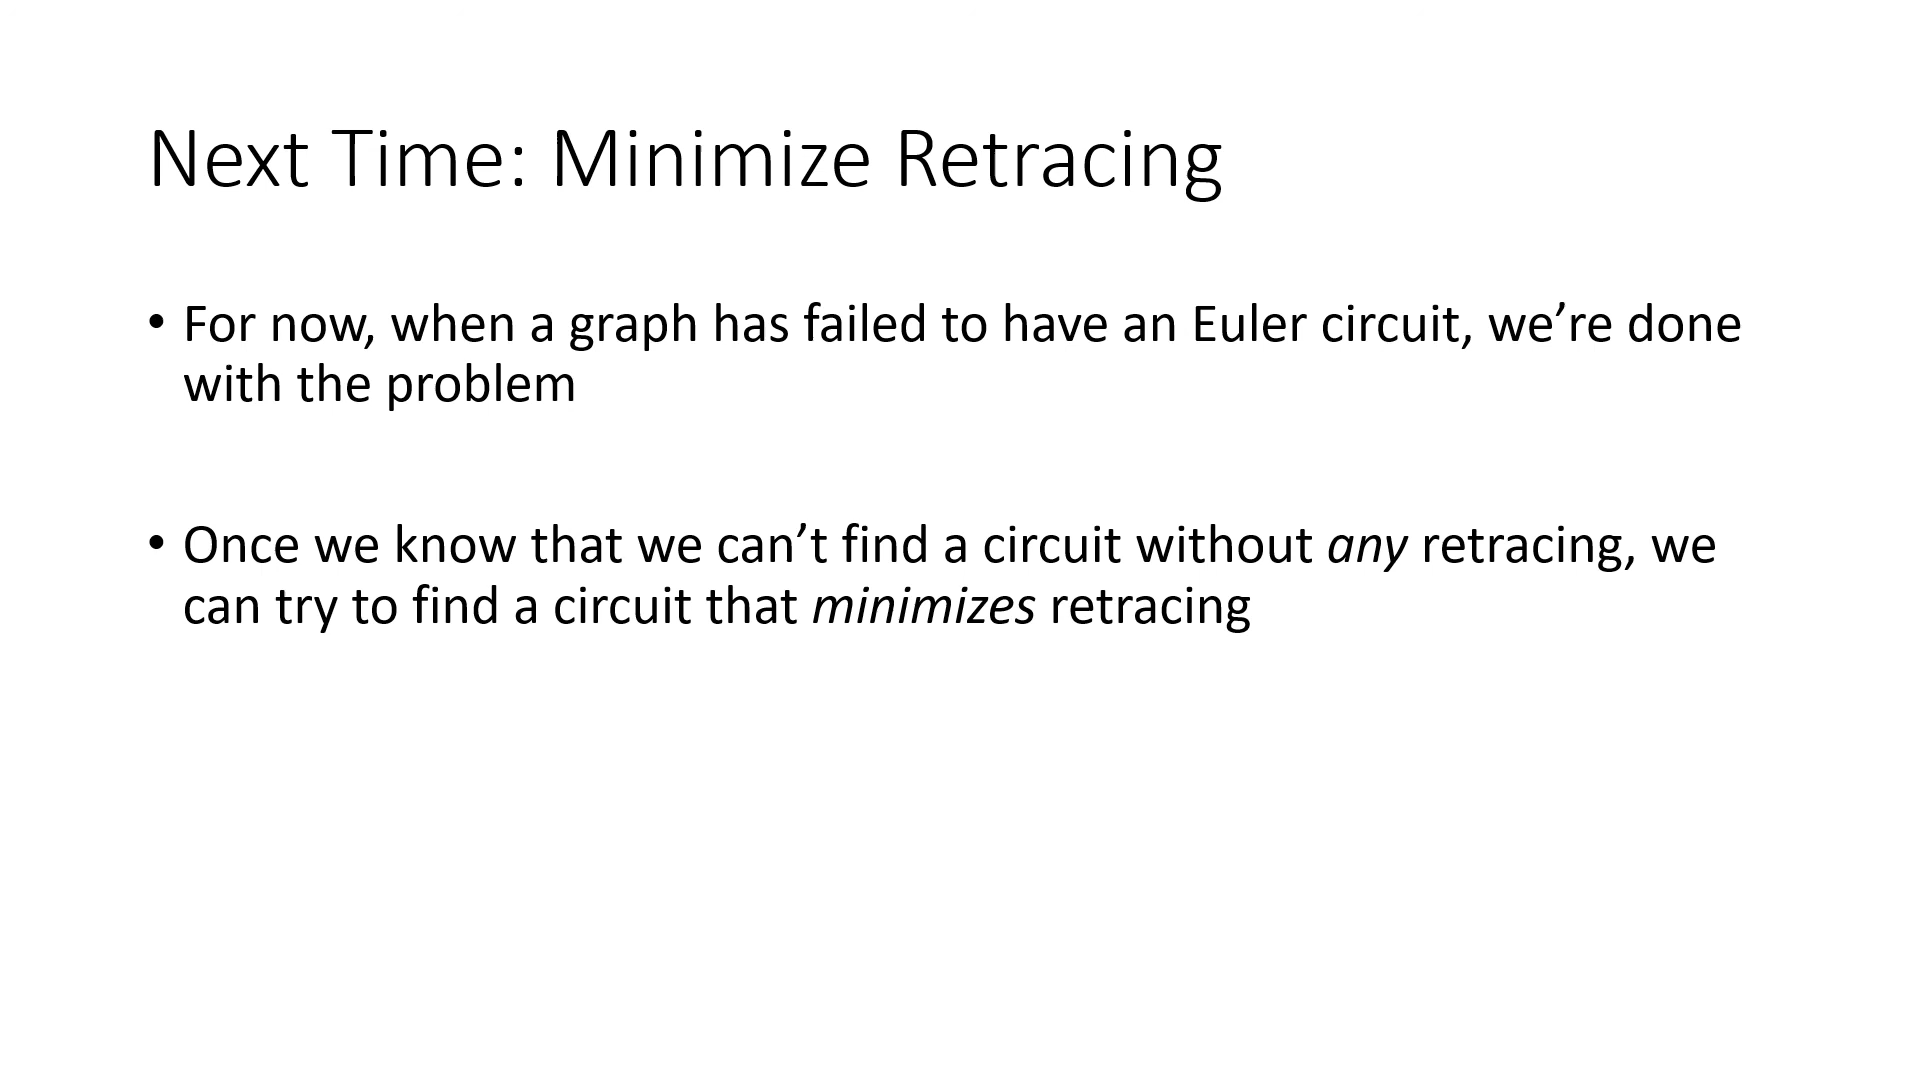 Next Time: Minimize Retracing
• For now, when a graph has failed to have an Euler circuit, we’re done
with the problem
• Once we know that we can’t find a circuit without any retracing, we
can try to find a circuit that minimizes retracing